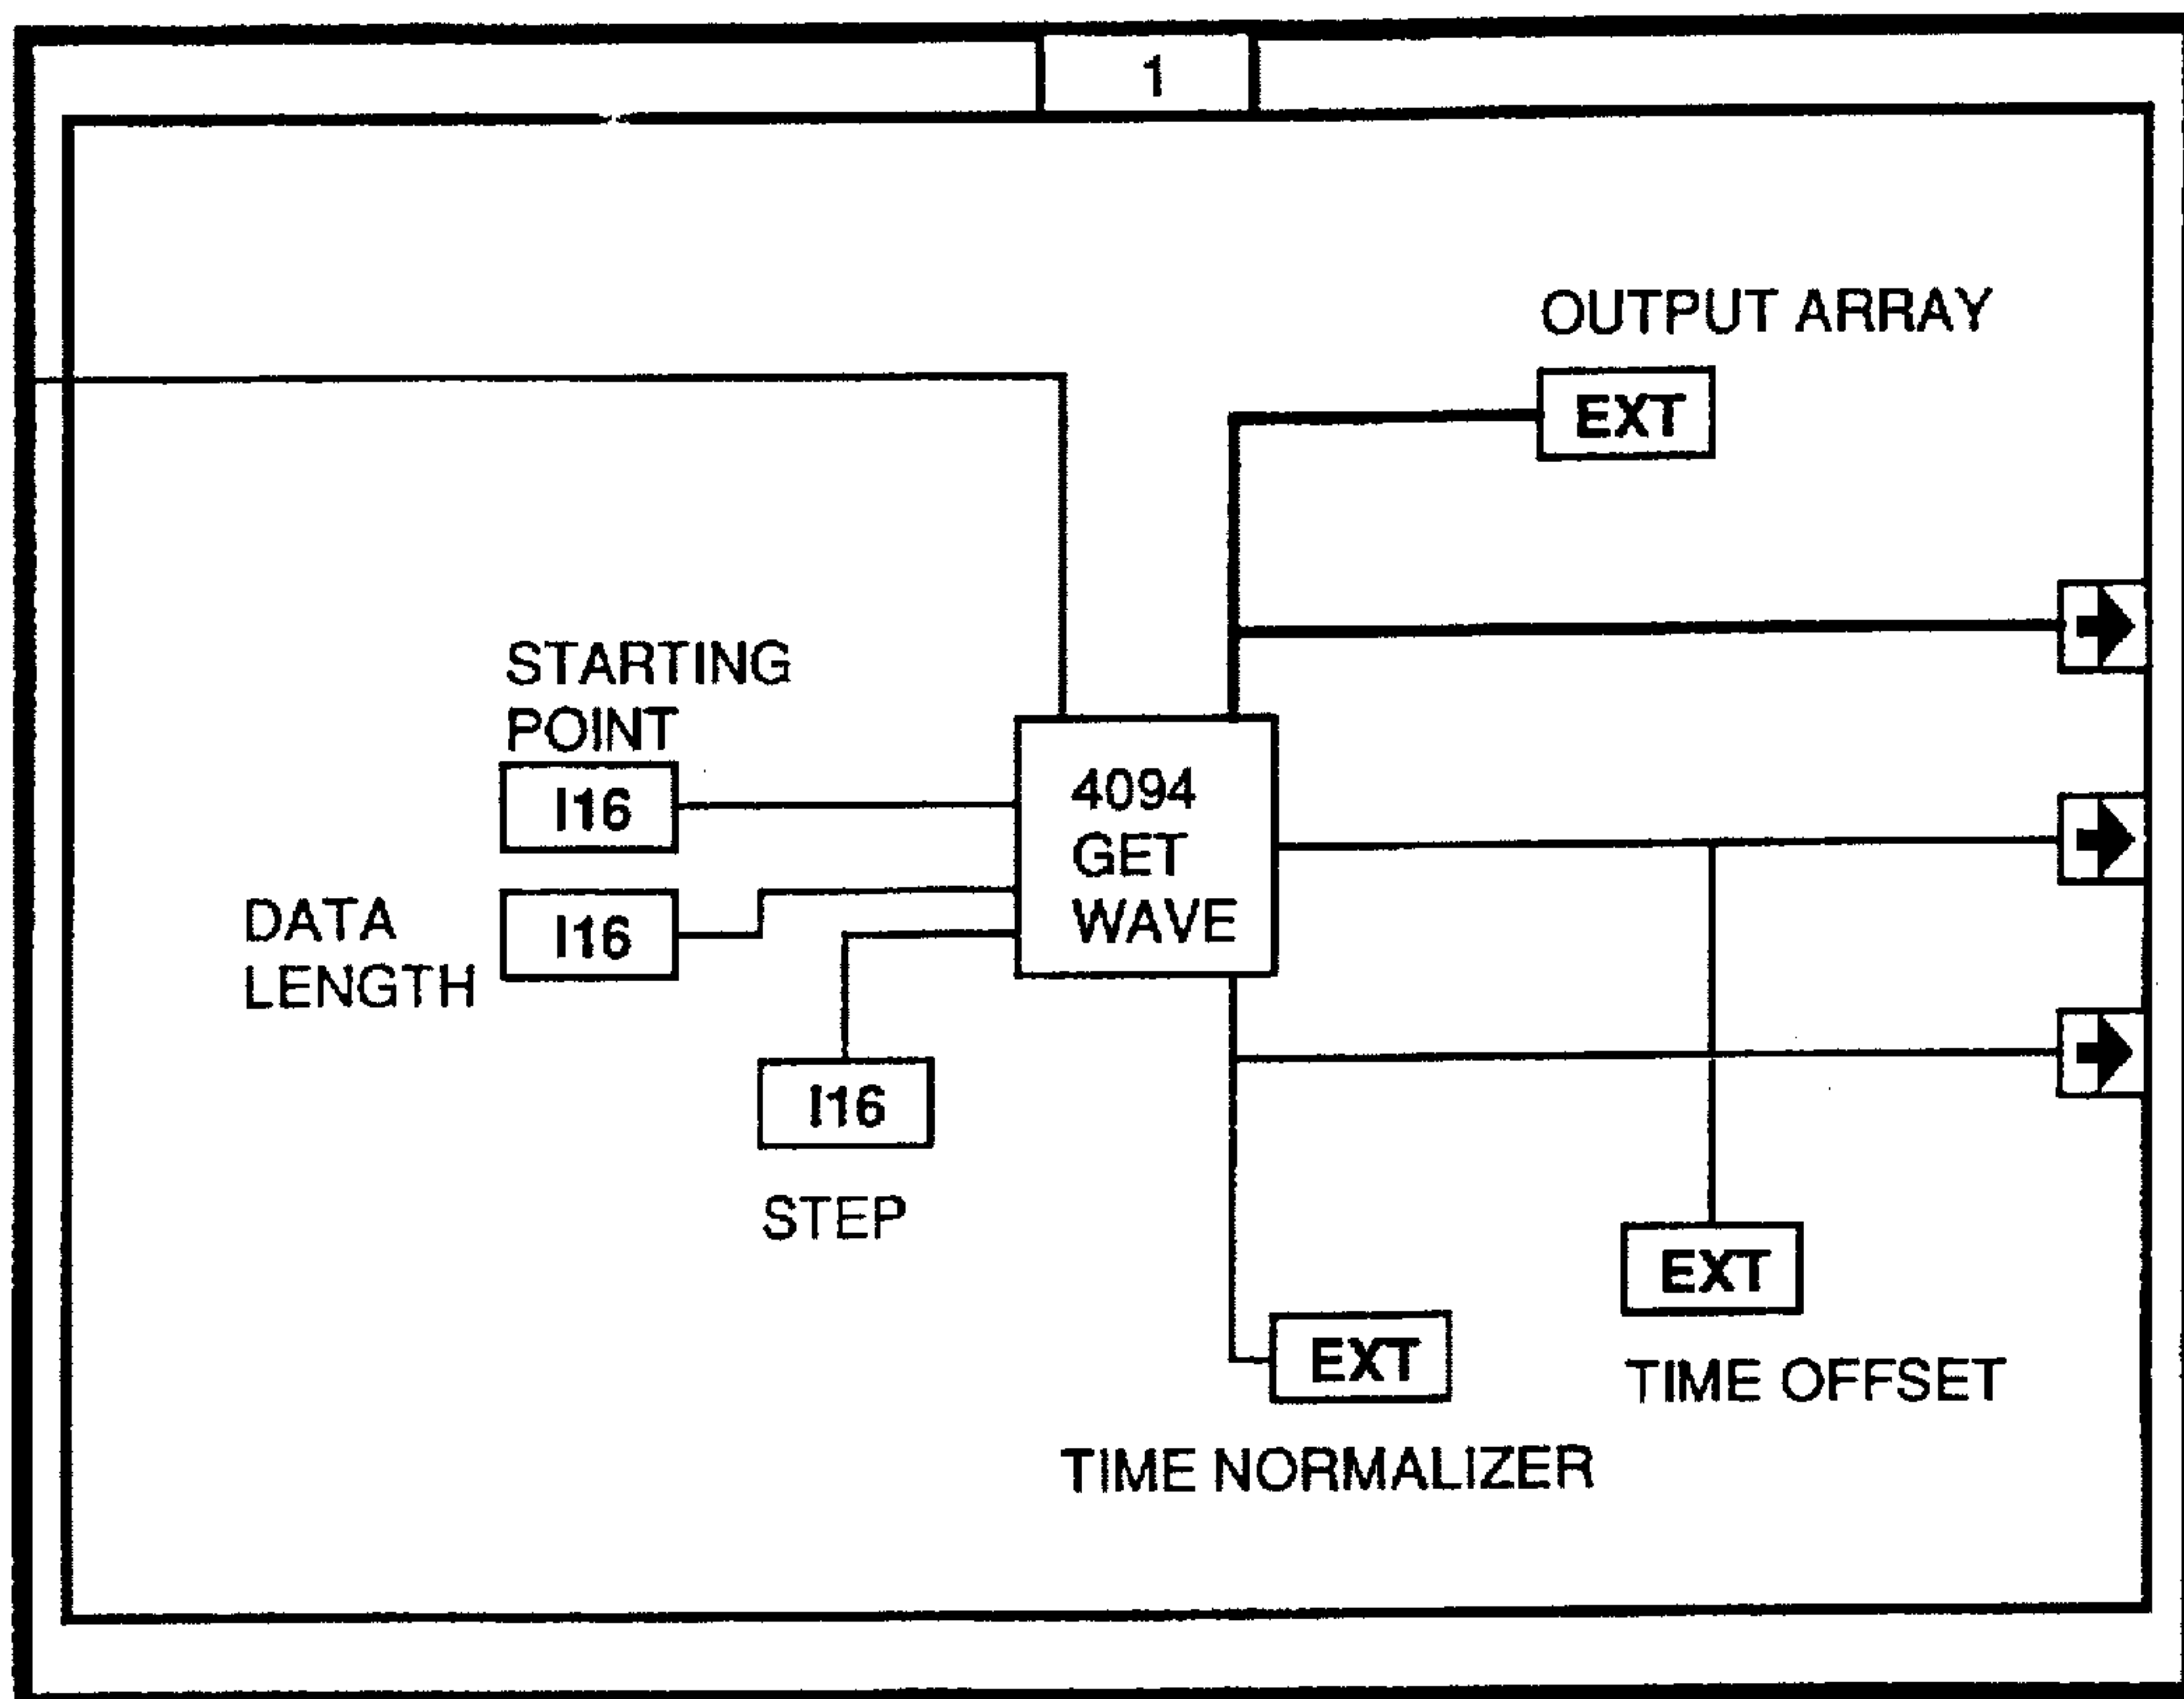 1
OUTPUT ARRAY
EXT
STARTING
POINT
I16
4094
GET
WAVE
DATA
LENGTH
I16
I16
STEP
EXT
TIME OFFSET
EXT
TIME NORMALIZER